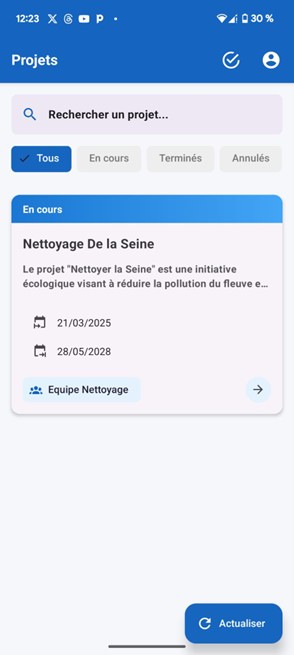 12:23 30 %
Projets
Rechercher un projet...
Tous En cours Terminés Annulés
En cours
Nettoyage De la Seine
Le projet "Nettoyer la Seine" est une initiative
écologique visant à réduire la pollution du fleuve e...
21/03/2025
28/05/2028
Equipe Nettoyage
Actualiser